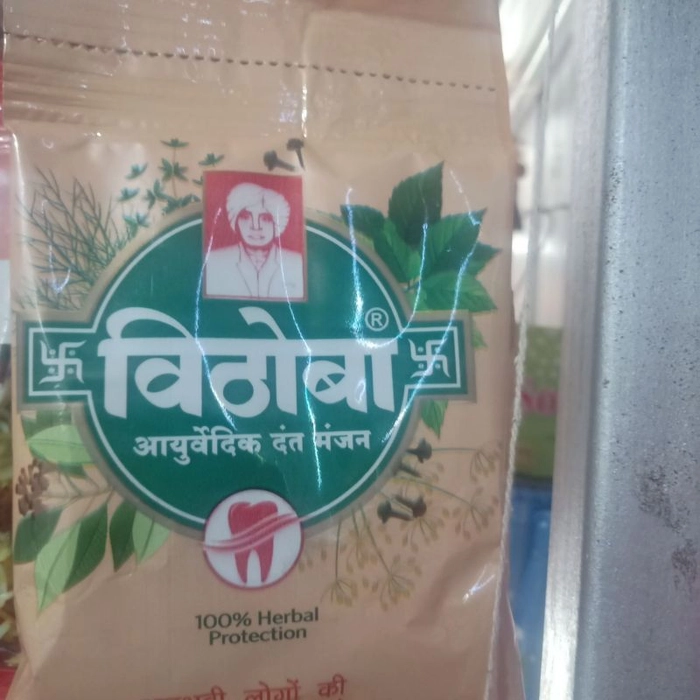 ®
विठोबा
आयुर्वेदिक दंत मंजन
100% Herbal
Protection
लोगों की